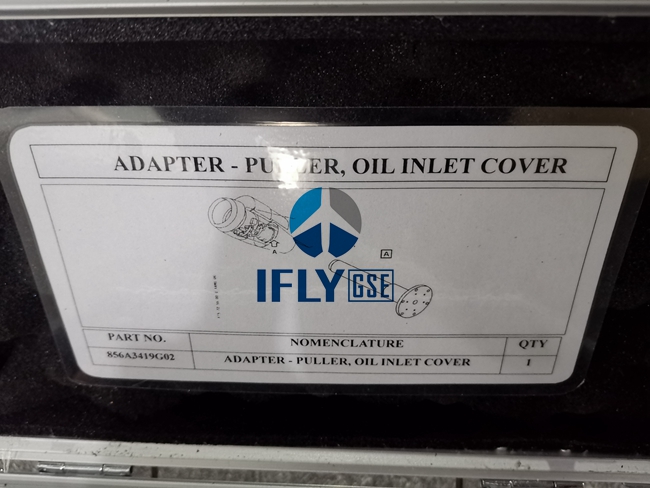 ADAPTER - PULLER, OIL INLET COVER
A
A
IFLY GSE
PART NO. NOMENCLATURE QTY
856A3419G02 ADAPTER - PULLER, OIL INLET COVER 1